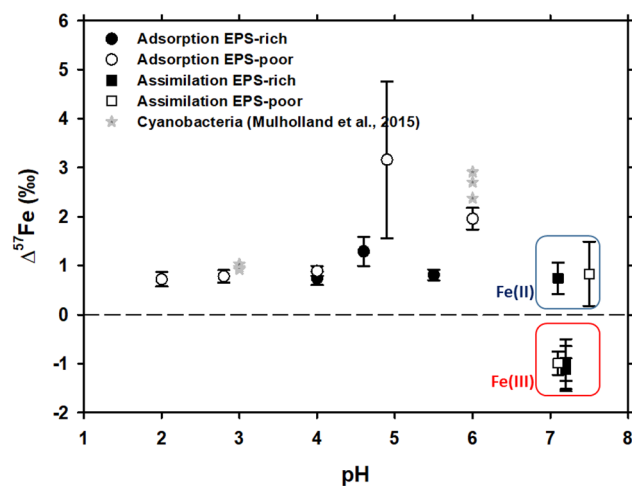 6
5
4
3
2
1
0
-1
-2
Δ57Fe (‰)
Adsorption EPS-rich
Adsorption EPS-poor
Assimilation EPS-rich
Assimilation EPS-poor
Cyanobacteria (Mulholland et al., 2015)
Fe(II)
Fe(III)
1 2 3 4 5 6 7 8
pH